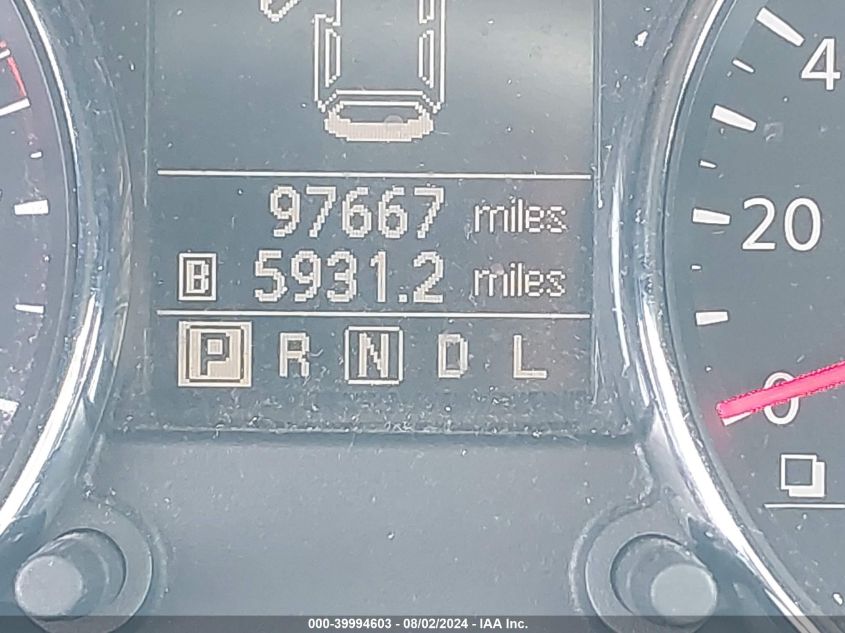 4
97667 miles
20
B 5931.2 miles
P R N D L
0
000-39994603 - 08/02/2024 - IAA Inc.